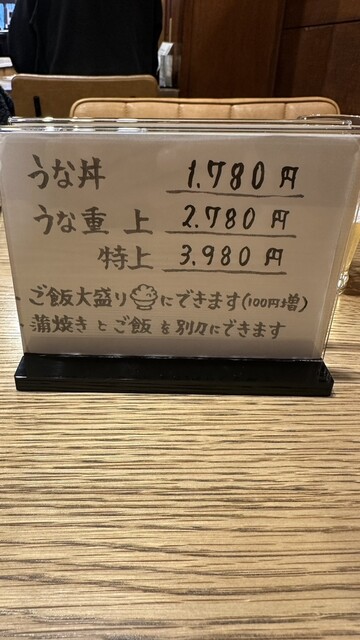 うな丼 1.780円
うな重 上 2.780円
特上 3.980円
・ご飯大盛りにできます(100円増)
・蒲焼きとご飯を別々にできます